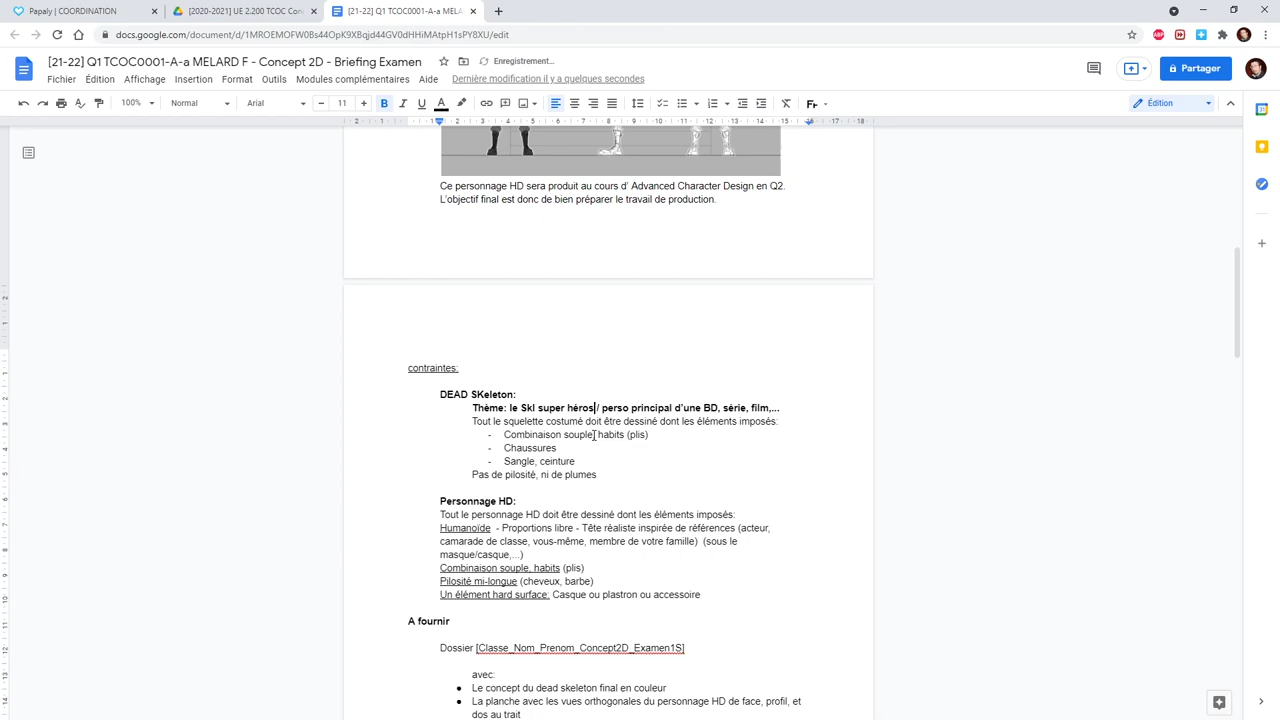 Papaly | COORDINATION
[2020-2021] UE 2.200 TCOC Con
[21-22] Q1 TCOC0001-A-a MELAR
docs.google.com/document/d/1MROEMOFW0Bs44OpK9XBqjd44GV0dHHiMAtpH1sPY8XU/edit
[21-22] Q1 TCOC0001-A-a MELARD F - Concept 2D - Briefing Examen
Enregistrement...
Fichier Édition Affichage Insertion Format Outils Modules complémentaires Aide Dernière modification il y a quelques secondes
Partager
100% Normal Arial 11 Édition
Ce personnage HD sera produit au cours d' Advanced Character Design en Q2.
L'objectif final est donc de bien préparer le travail de production.
contraintes:
DEAD SKeleton:
Thème: le Skl super héros / perso principal d'une BD, série, film,...
Tout le squelette costumé doit être dessiné dont les éléments imposés:
- Combinaison souple, habits (plis)
- Chaussures
- Sangle, ceinture
Pas de pilosité, ni de plumes
Personnage HD:
Tout le personnage HD doit être dessiné dont les éléments imposés:
Humanoïde - Proportions libre - Tête rèaliste inspirée de références (acteur,
camarade de classe, vous-même, membre de votre famille) (sous le
masque/casque,...)
Combinaison souple, habits (plis)
Pilosité mi-longue (cheveux, barbe)
Un élément hard surface: Casque ou plastron ou accessoire
A fournir
Dossier [Classe_Nom_Prenom_Concept2D_Examen1S]
avec:
● Le concept du dead skeleton final en couleur
● La planche avec les vues orthogonales du personnage HD de face, profil, et
dos au trait